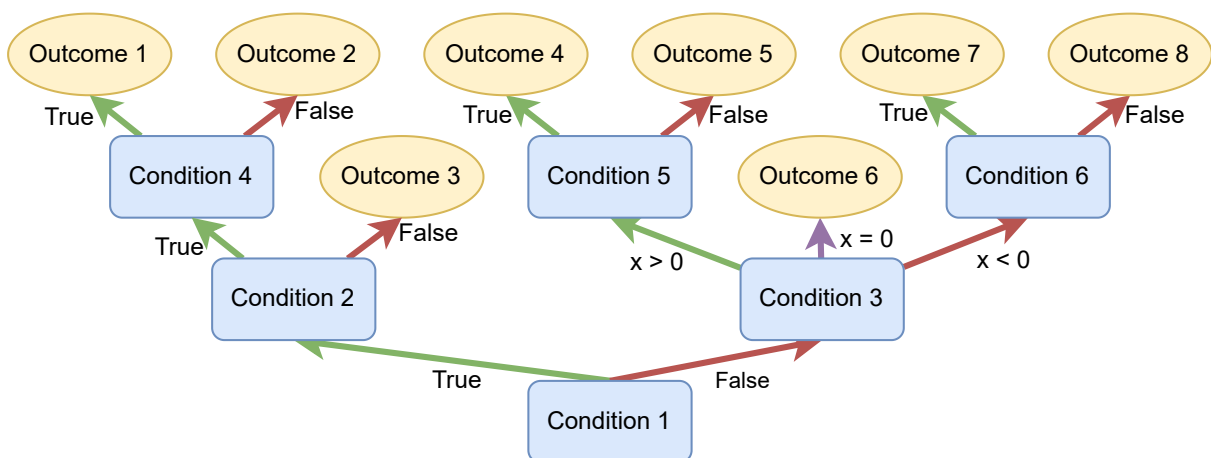 Outcome 1
Outcome 2
Outcome 4
Outcome 5
Outcome 7
Outcome 8
True
False
True
False
True
False
Condition 4
Outcome 3
Condition 5
Outcome 6
Condition 6
True
False
x > 0
x = 0
x < 0
Condition 2
Condition 3
True
False
Condition 1